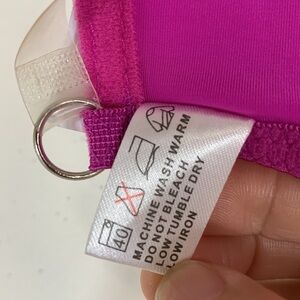 40
MACHINE WASH WARM
DO NOT BLEACH
LOW TUMBLE DRY
LOW IRON